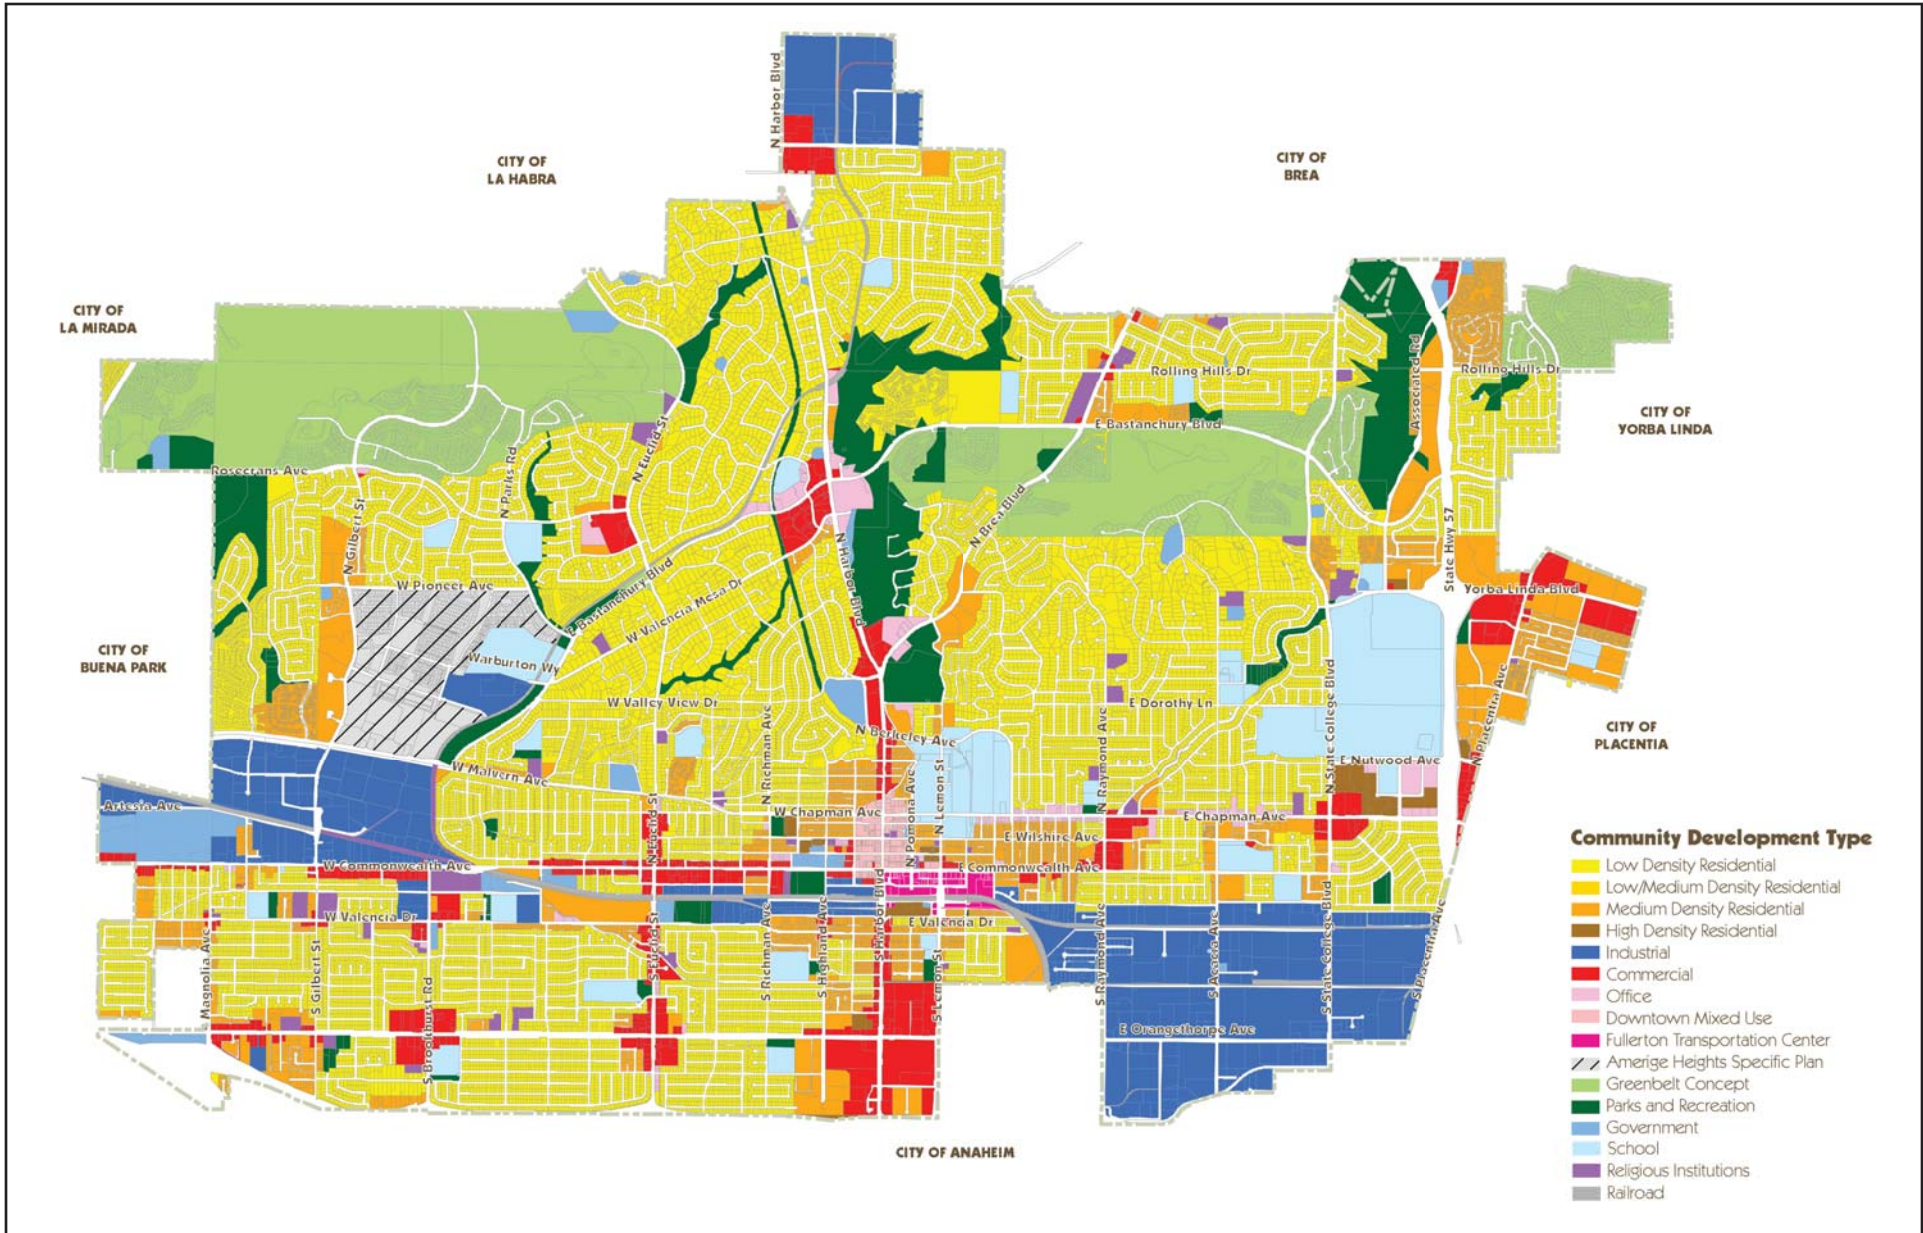 N Harbor Blvd
CITY OF
LA HABRA
CITY OF
BREA
CITY OF
LA MIRADA
Associated Rd
Rolling Hills Dr
Rolling Hills Dr
CITY OF
YORBA LINDA
E Bastanchury Blvd
N Euclid St
Rosecrans Ave
N Parks Rd
N Gilbert St
N Brea Blvd
State Hwy 57
N Harbor Blvd
W Pioneer Ave
E Bastanchury Blvd
W Valencia Mesa Dr
Yorba Linda Blvd
CITY OF
BUENA PARK
Warburton Wy
W Valley View Dr
E Dorothy Ln
N State College Blvd
N Placentia Ave
CITY OF
PLACENTIA
N Richman Ave
N Berkeley Ave
N Raymond Ave
E Nutwood Ave
W Malvern Ave
Artesia Ave
N Euclid St
W Chapman Ave
N Pomona Ave
N Lemon St
E Chapman Ave
E Wilshire Ave
W Commonwealth Ave
E Commonwealth Ave
W Valencia Dr
E Valencia Dr
Magnolia Ave
S Gilbert St
S Brookhurst Rd
S Euclid St
S Richman Ave
S Highland Ave
S Harbor Blvd
S Lemon St
S Raymond Ave
S Acacia Ave
S State College Blvd
S Placentia Ave
E Orangethorpe Ave
CITY OF ANAHEIM
Community Development Type
Low Density Residential
Low/Medium Density Residential
Medium Density Residential
High Density Residential
Industrial
Commercial
Office
Downtown Mixed Use
Fullerton Transportation Center
Amerige Heights Specific Plan
Greenbelt Concept
Parks and Recreation
Government
School
Religious Institutions
Railroad